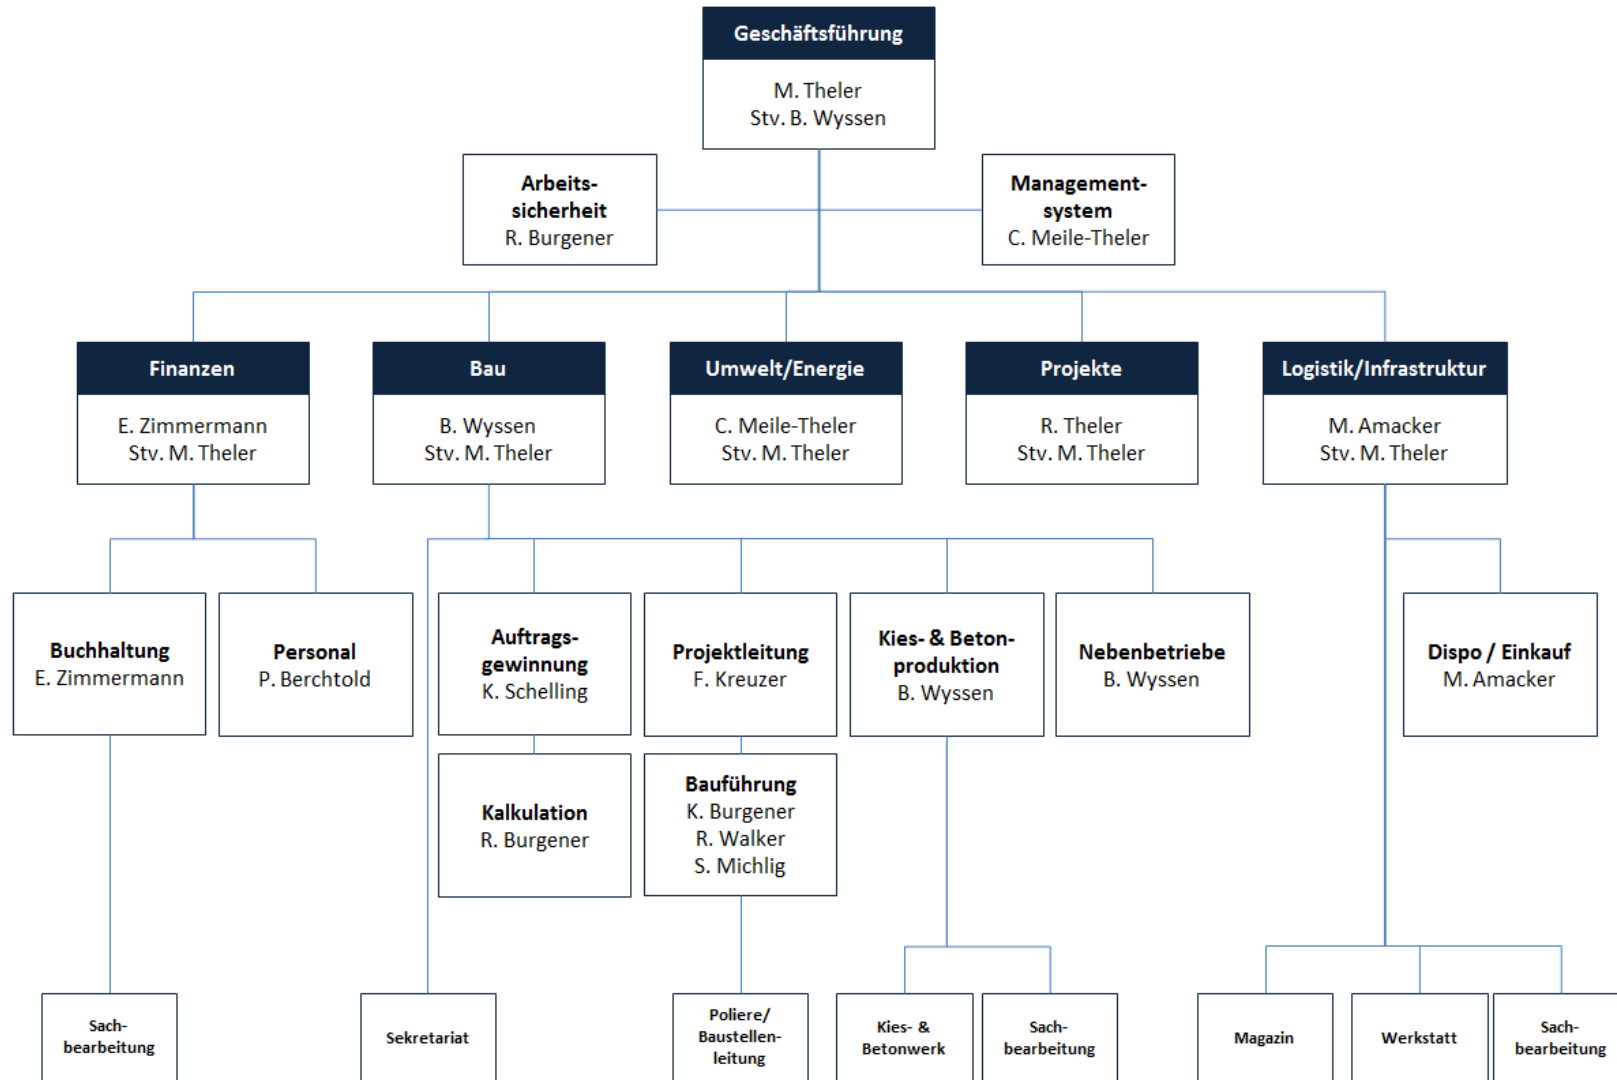 Geschäftsführung
M. Theler
Stv. B. Wyssen
Arbeits-
sicherheit
R. Burgener
Management-
system
C. Meile-Theler
Finanzen
E. Zimmermann
Stv. M. Theler
Bau
B. Wyssen
Stv. M. Theler
Umwelt/Energie
C. Meile-Theler
Stv. M. Theler
Projekte
R. Theler
Stv. M. Theler
Logistik/Infrastruktur
M. Amacker
Stv. M. Theler
Buchhaltung
E. Zimmermann
Personal
P. Berchtold
Auftrags-
gewinnung
K. Schelling
Projektleitung
F. Kreuzer
Kies- & Beton-
produktion
B. Wyssen
Nebenbetriebe
B. Wyssen
Dispo / Einkauf
M. Amacker
Kalkulation
R. Burgener
Bauführung
K. Burgener
R. Walker
S. Michlig
Sach-
bearbeitung
Sekretariat
Poliere/
Baustellen-
leitung
Kies- &
Betonwerk
Sach-
bearbeitung
Magazin
Werkstatt
Sach-
bearbeitung